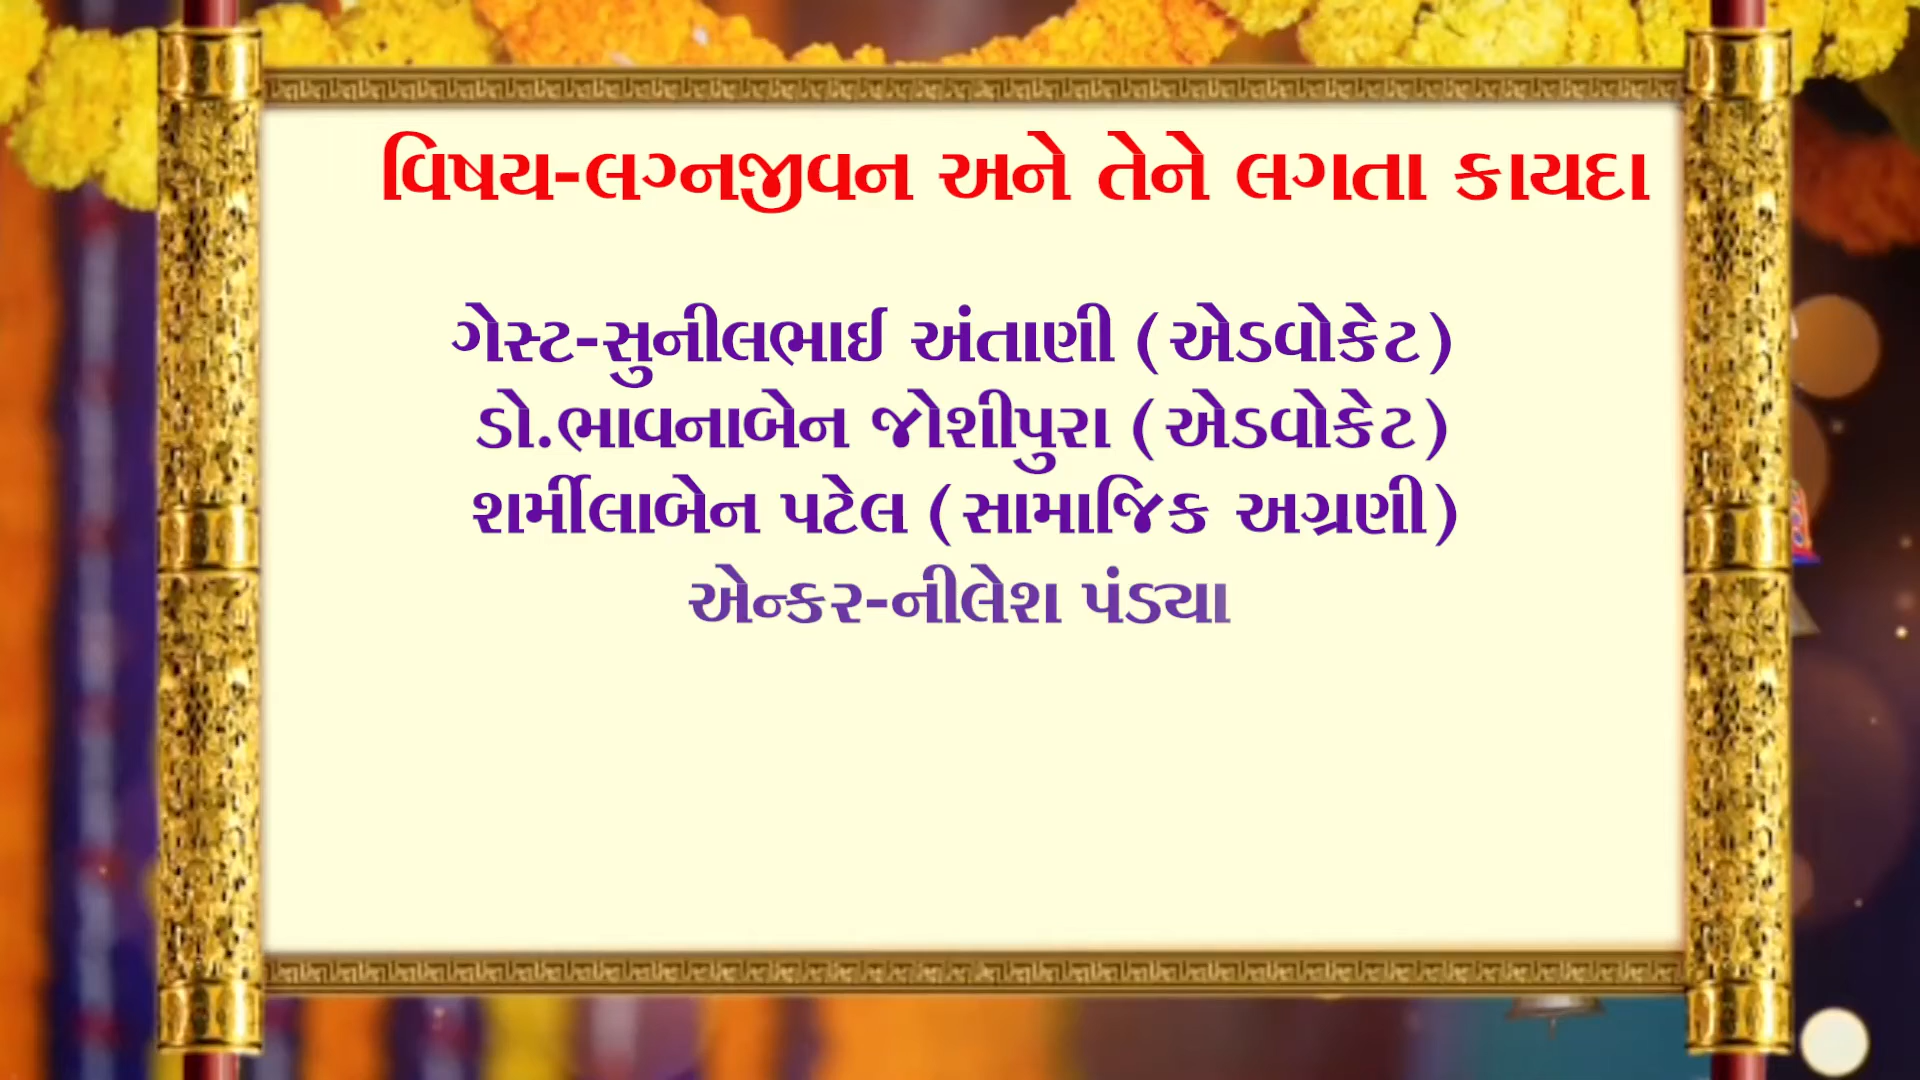 વિષય-લગ્નજીવન અને તેને લગતા કાયદા
ગેસ્ટ-સુનીલભાઈ અંતાણી (એડવોકેટ)
ડો.ભાવનાબેન જોશીપુરા (એડવોકેટ)
શર્મીલાબેન પટેલ (સામાજિક અગ્રણી)
એન્કર-નીલેશ પંડ્યા